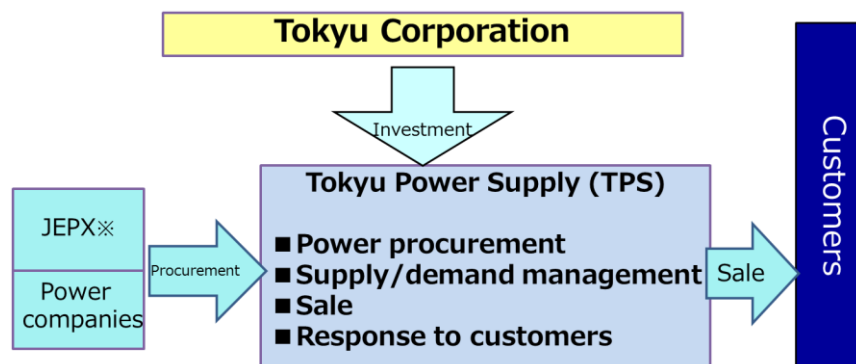 Tokyu Corporation
Investment
Customers
Tokyu Power Supply (TPS)
JEPX※
Power
companies
Procurement
■ Power procurement
■ Supply/demand management
■ Sale
■ Response to customers
Sale